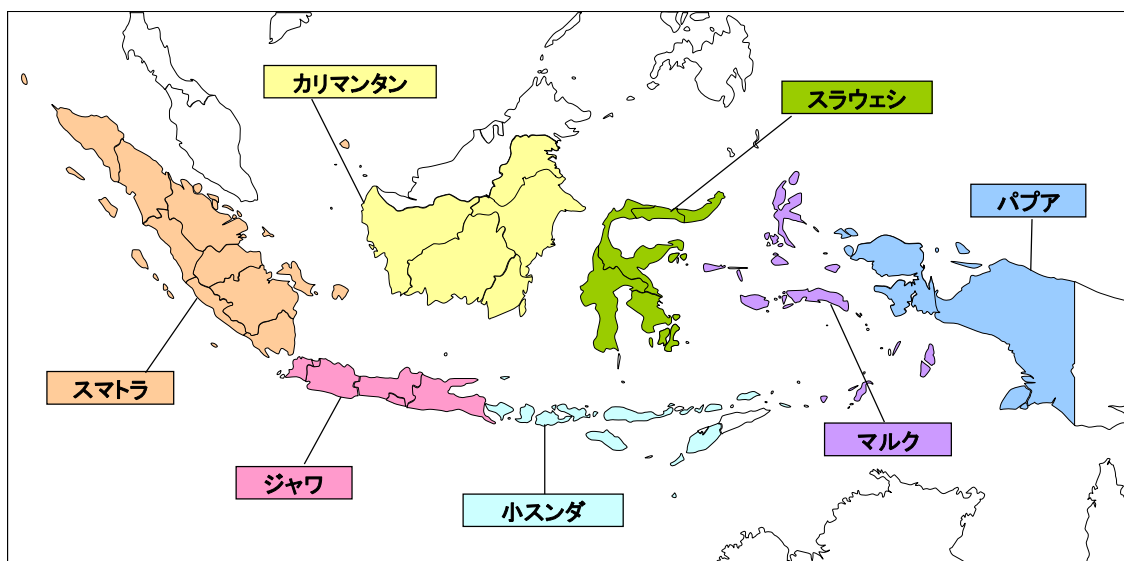 カリマンタン
スラウェシ
パプア
スマトラ
マルク
ジャワ
小スンダ